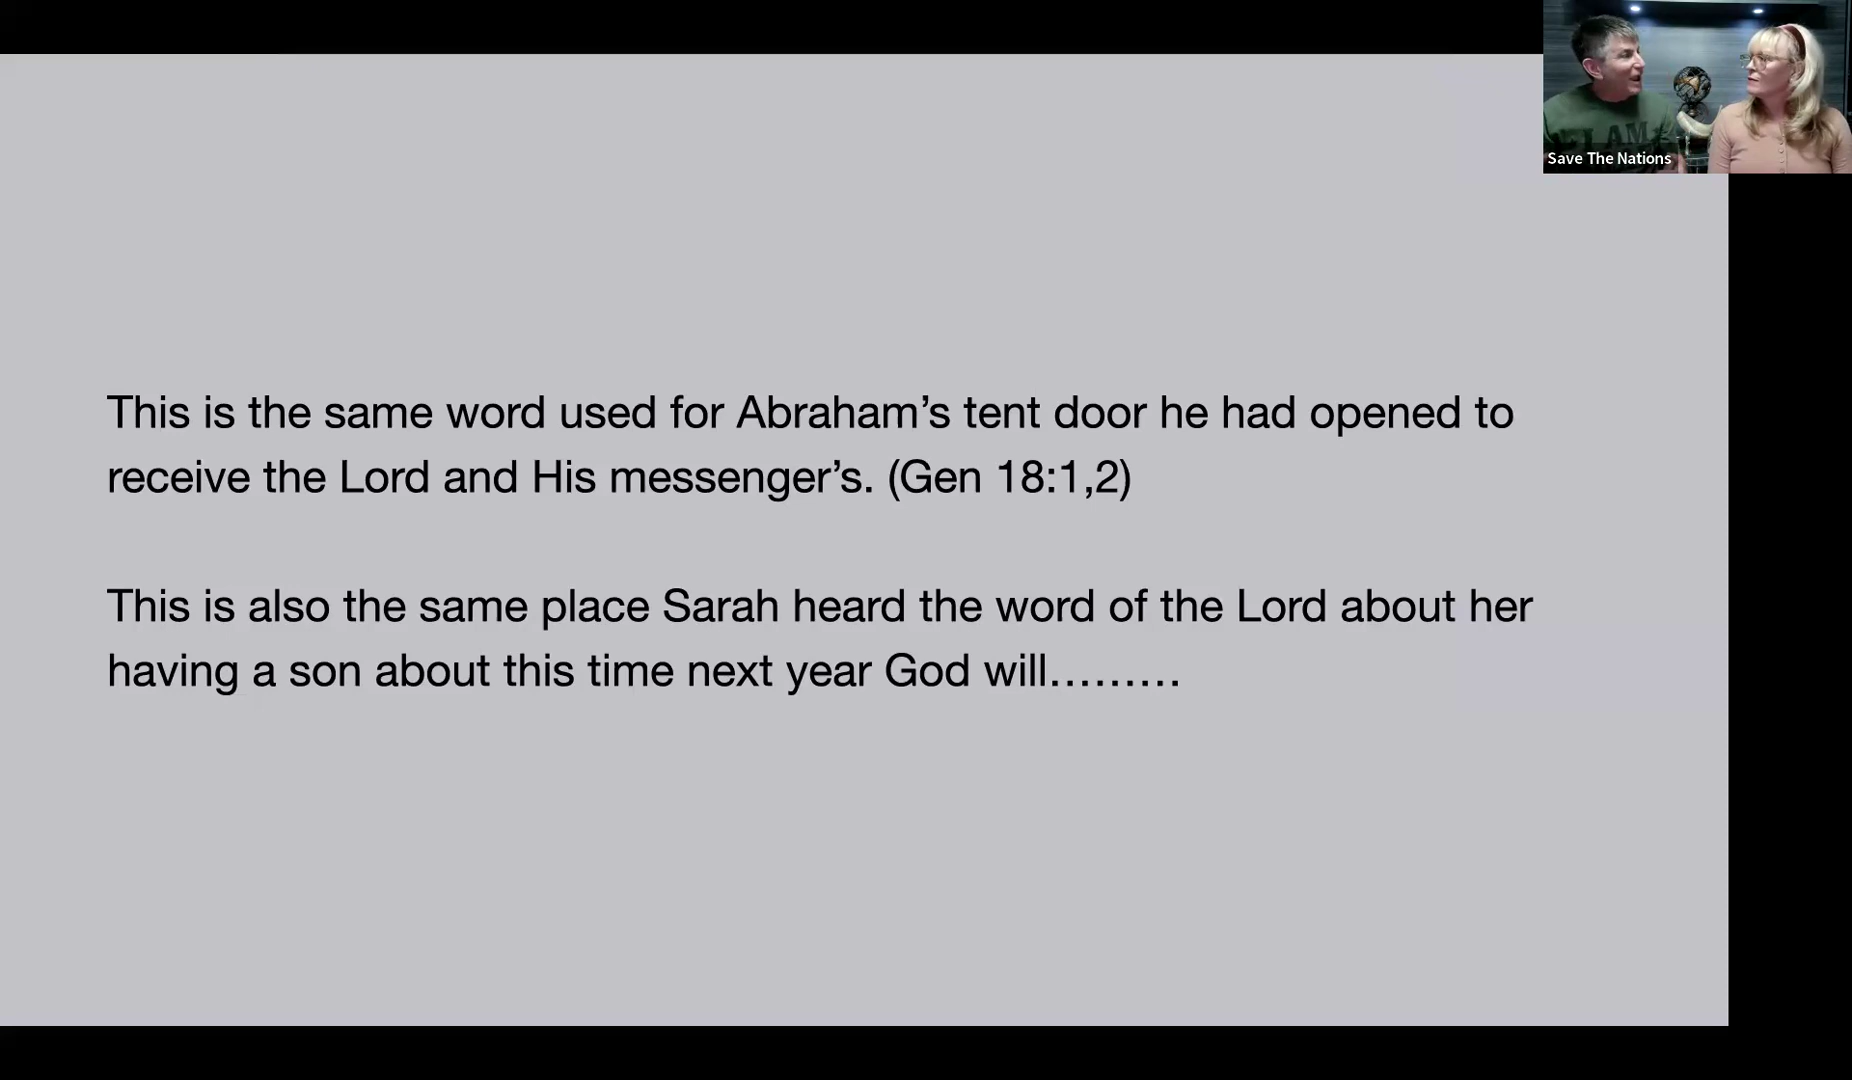 Save The Nations
I AM
This is the same word used for Abraham’s tent door he had opened to
receive the Lord and His messenger’s. (Gen 18:1,2)
This is also the same place Sarah heard the word of the Lord about her
having a son about this time next year God will.........